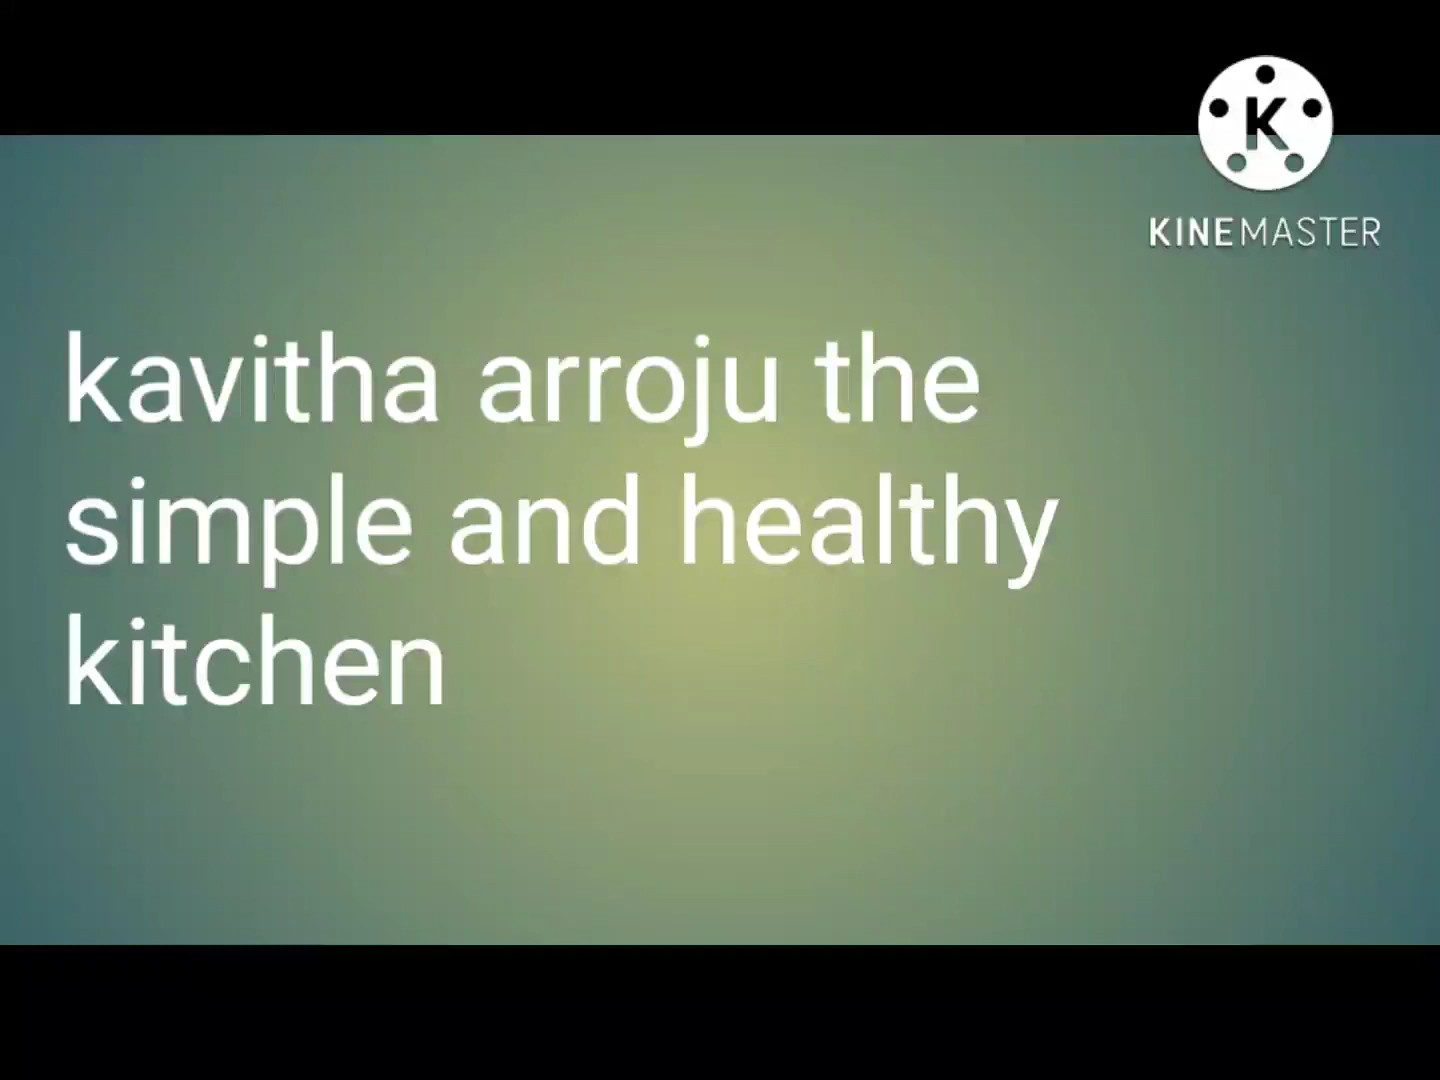 K
KINEMASTER
kavitha arroju the
simple and healthy
kitchen